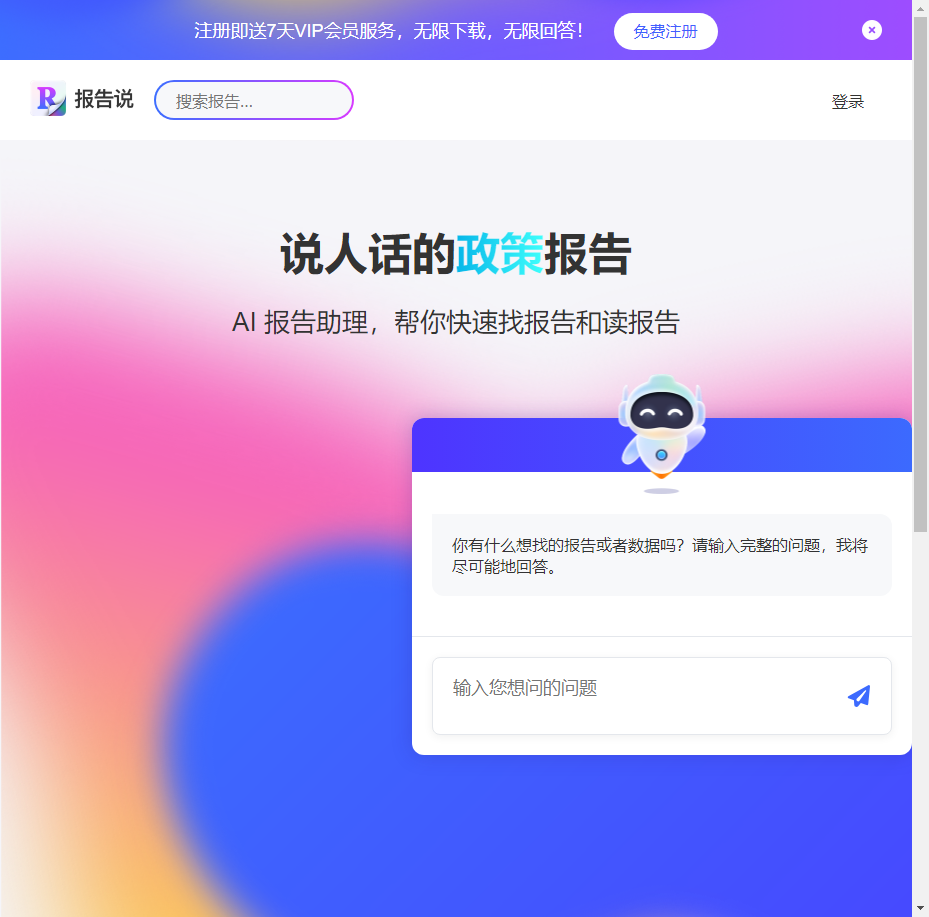 注册即送7天VIP会员服务，无限下载，无限回答！
免费注册
报告说
搜索报告...
登录
说人话的政策报告
AI 报告助理，帮你快速找报告和读报告
你有什么想找的报告或者数据吗？请输入完整的问题，我将
尽可能地回答。
输入您想问的问题